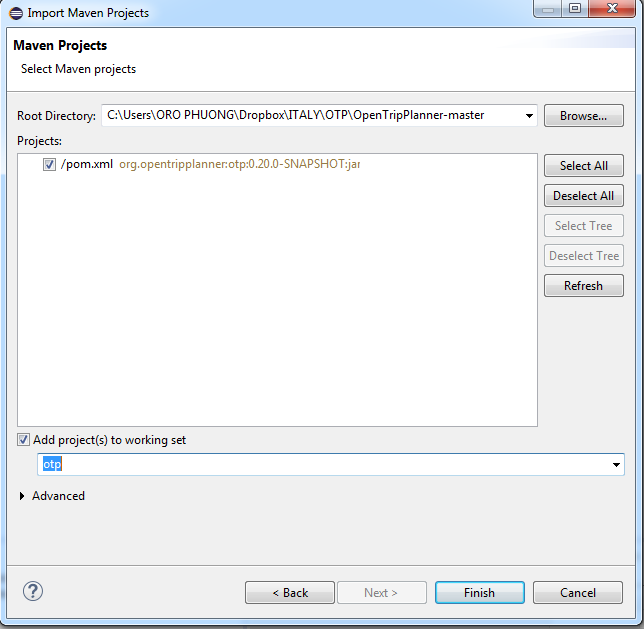 Import Maven Projects
Maven Projects
Select Maven projects
Root Directory: C:\Users\ORO PHUONG\Dropbox\ITALY\OTP\OpenTripPlanner-master Browse...
Projects:
/pom.xml org.opentripplanner:otp:0.20.0-SNAPSHOT:jar
Select All
Deselect All
Select Tree
Deselect Tree
Refresh
Add project(s) to working set
otp
Advanced
? < Back Next > Finish Cancel